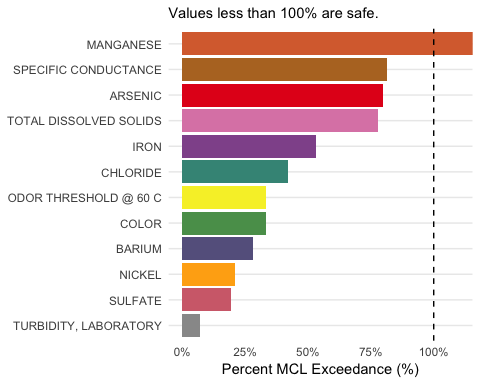 Values less than 100% are safe.
MANGANESE
SPECIFIC CONDUCTANCE
ARSENIC
TOTAL DISSOLVED SOLIDS
IRON
CHLORIDE
ODOR THRESHOLD @ 60 C
COLOR
BARIUM
NICKEL
SULFATE
TURBIDITY, LABORATORY
0% 25% 50% 75% 100%
Percent MCL Exceedance (%)